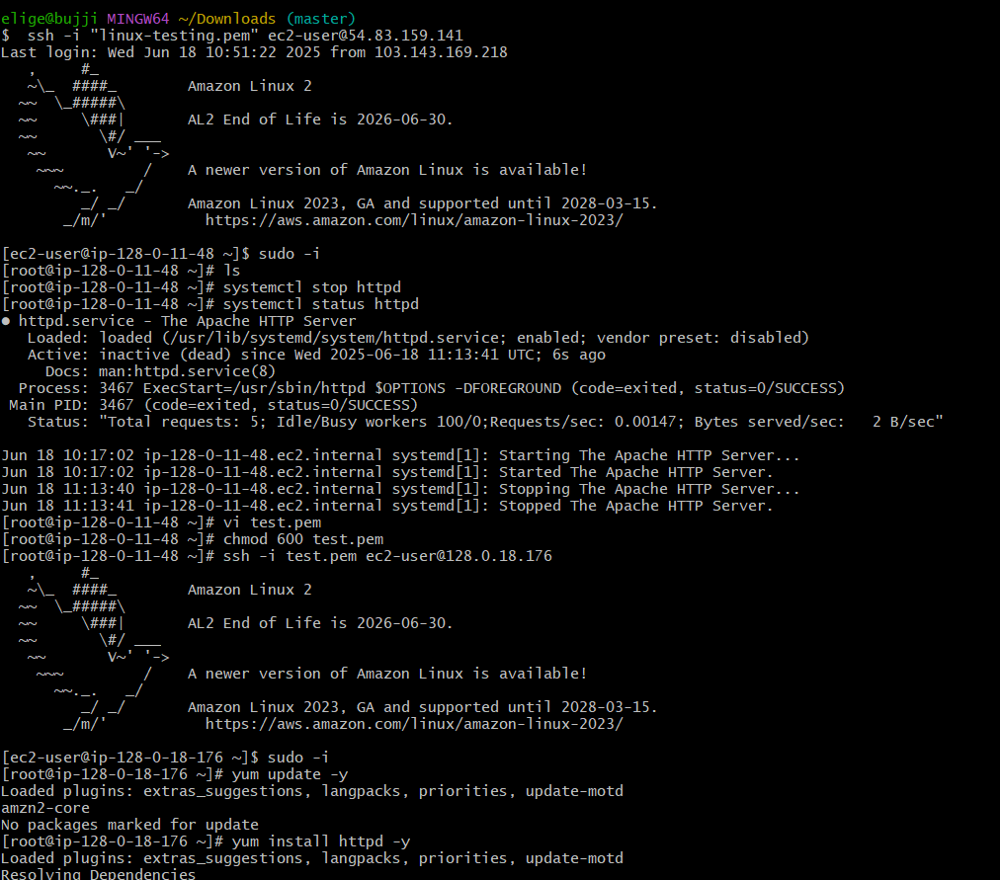 elige@bujji MINGW64 ~/Downloads (master)
$  ssh -i "linux-testing.pem" ec2-user@54.83.159.141
Last login: Wed Jun 18 10:51:22 2025 from 103.143.169.218
   ,     #_
   ~\_  ####_        Amazon Linux 2
  ~~  \_#####\
  ~~     \###|       AL2 End of Life is 2026-06-30.
  ~~       \#/ ___
   ~~       V~' '->
    ~~~         /    A newer version of Amazon Linux is available!
      ~~._.   _/
         _/ _/       Amazon Linux 2023, GA and supported until 2028-03-15.
       _/m/'           https://aws.amazon.com/linux/amazon-linux-2023/

[ec2-user@ip-128-0-11-48 ~]$ sudo -i
[root@ip-128-0-11-48 ~]# ls
[root@ip-128-0-11-48 ~]# systemctl stop httpd
[root@ip-128-0-11-48 ~]# systemctl status httpd
● httpd.service - The Apache HTTP Server
   Loaded: loaded (/usr/lib/systemd/system/httpd.service; enabled; vendor preset: disabled)
   Active: inactive (dead) since Wed 2025-06-18 11:13:41 UTC; 6s ago
     Docs: man:httpd.service(8)
  Process: 3467 ExecStart=/usr/sbin/httpd $OPTIONS -DFOREGROUND (code=exited, status=0/SUCCESS)
 Main PID: 3467 (code=exited, status=0/SUCCESS)
   Status: "Total requests: 5; Idle/Busy workers 100/0;Requests/sec: 0.00147; Bytes served/sec:   2 B/sec"

Jun 18 10:17:02 ip-128-0-11-48.ec2.internal systemd[1]: Starting The Apache HTTP Server...
Jun 18 10:17:02 ip-128-0-11-48.ec2.internal systemd[1]: Started The Apache HTTP Server.
Jun 18 11:13:40 ip-128-0-11-48.ec2.internal systemd[1]: Stopping The Apache HTTP Server...
Jun 18 11:13:41 ip-128-0-11-48.ec2.internal systemd[1]: Stopped The Apache HTTP Server.
[root@ip-128-0-11-48 ~]# vi test.pem
[root@ip-128-0-11-48 ~]# chmod 600 test.pem
[root@ip-128-0-11-48 ~]# ssh -i test.pem ec2-user@128.0.18.176
   ,     #_
   ~\_  ####_        Amazon Linux 2
  ~~  \_#####\
  ~~     \###|       AL2 End of Life is 2026-06-30.
  ~~       \#/ ___
   ~~       V~' '->
    ~~~         /    A newer version of Amazon Linux is available!
      ~~._.   _/
         _/ _/       Amazon Linux 2023, GA and supported until 2028-03-15.
       _/m/'           https://aws.amazon.com/linux/amazon-linux-2023/

[ec2-user@ip-128-0-18-176 ~]$ sudo -i
[root@ip-128-0-18-176 ~]# yum update -y
Loaded plugins: extras_suggestions, langpacks, priorities, update-motd
amzn2-core
No packages marked for update
[root@ip-128-0-18-176 ~]# yum install httpd -y
Loaded plugins: extras_suggestions, langpacks, priorities, update-motd
Resolving Dependencies